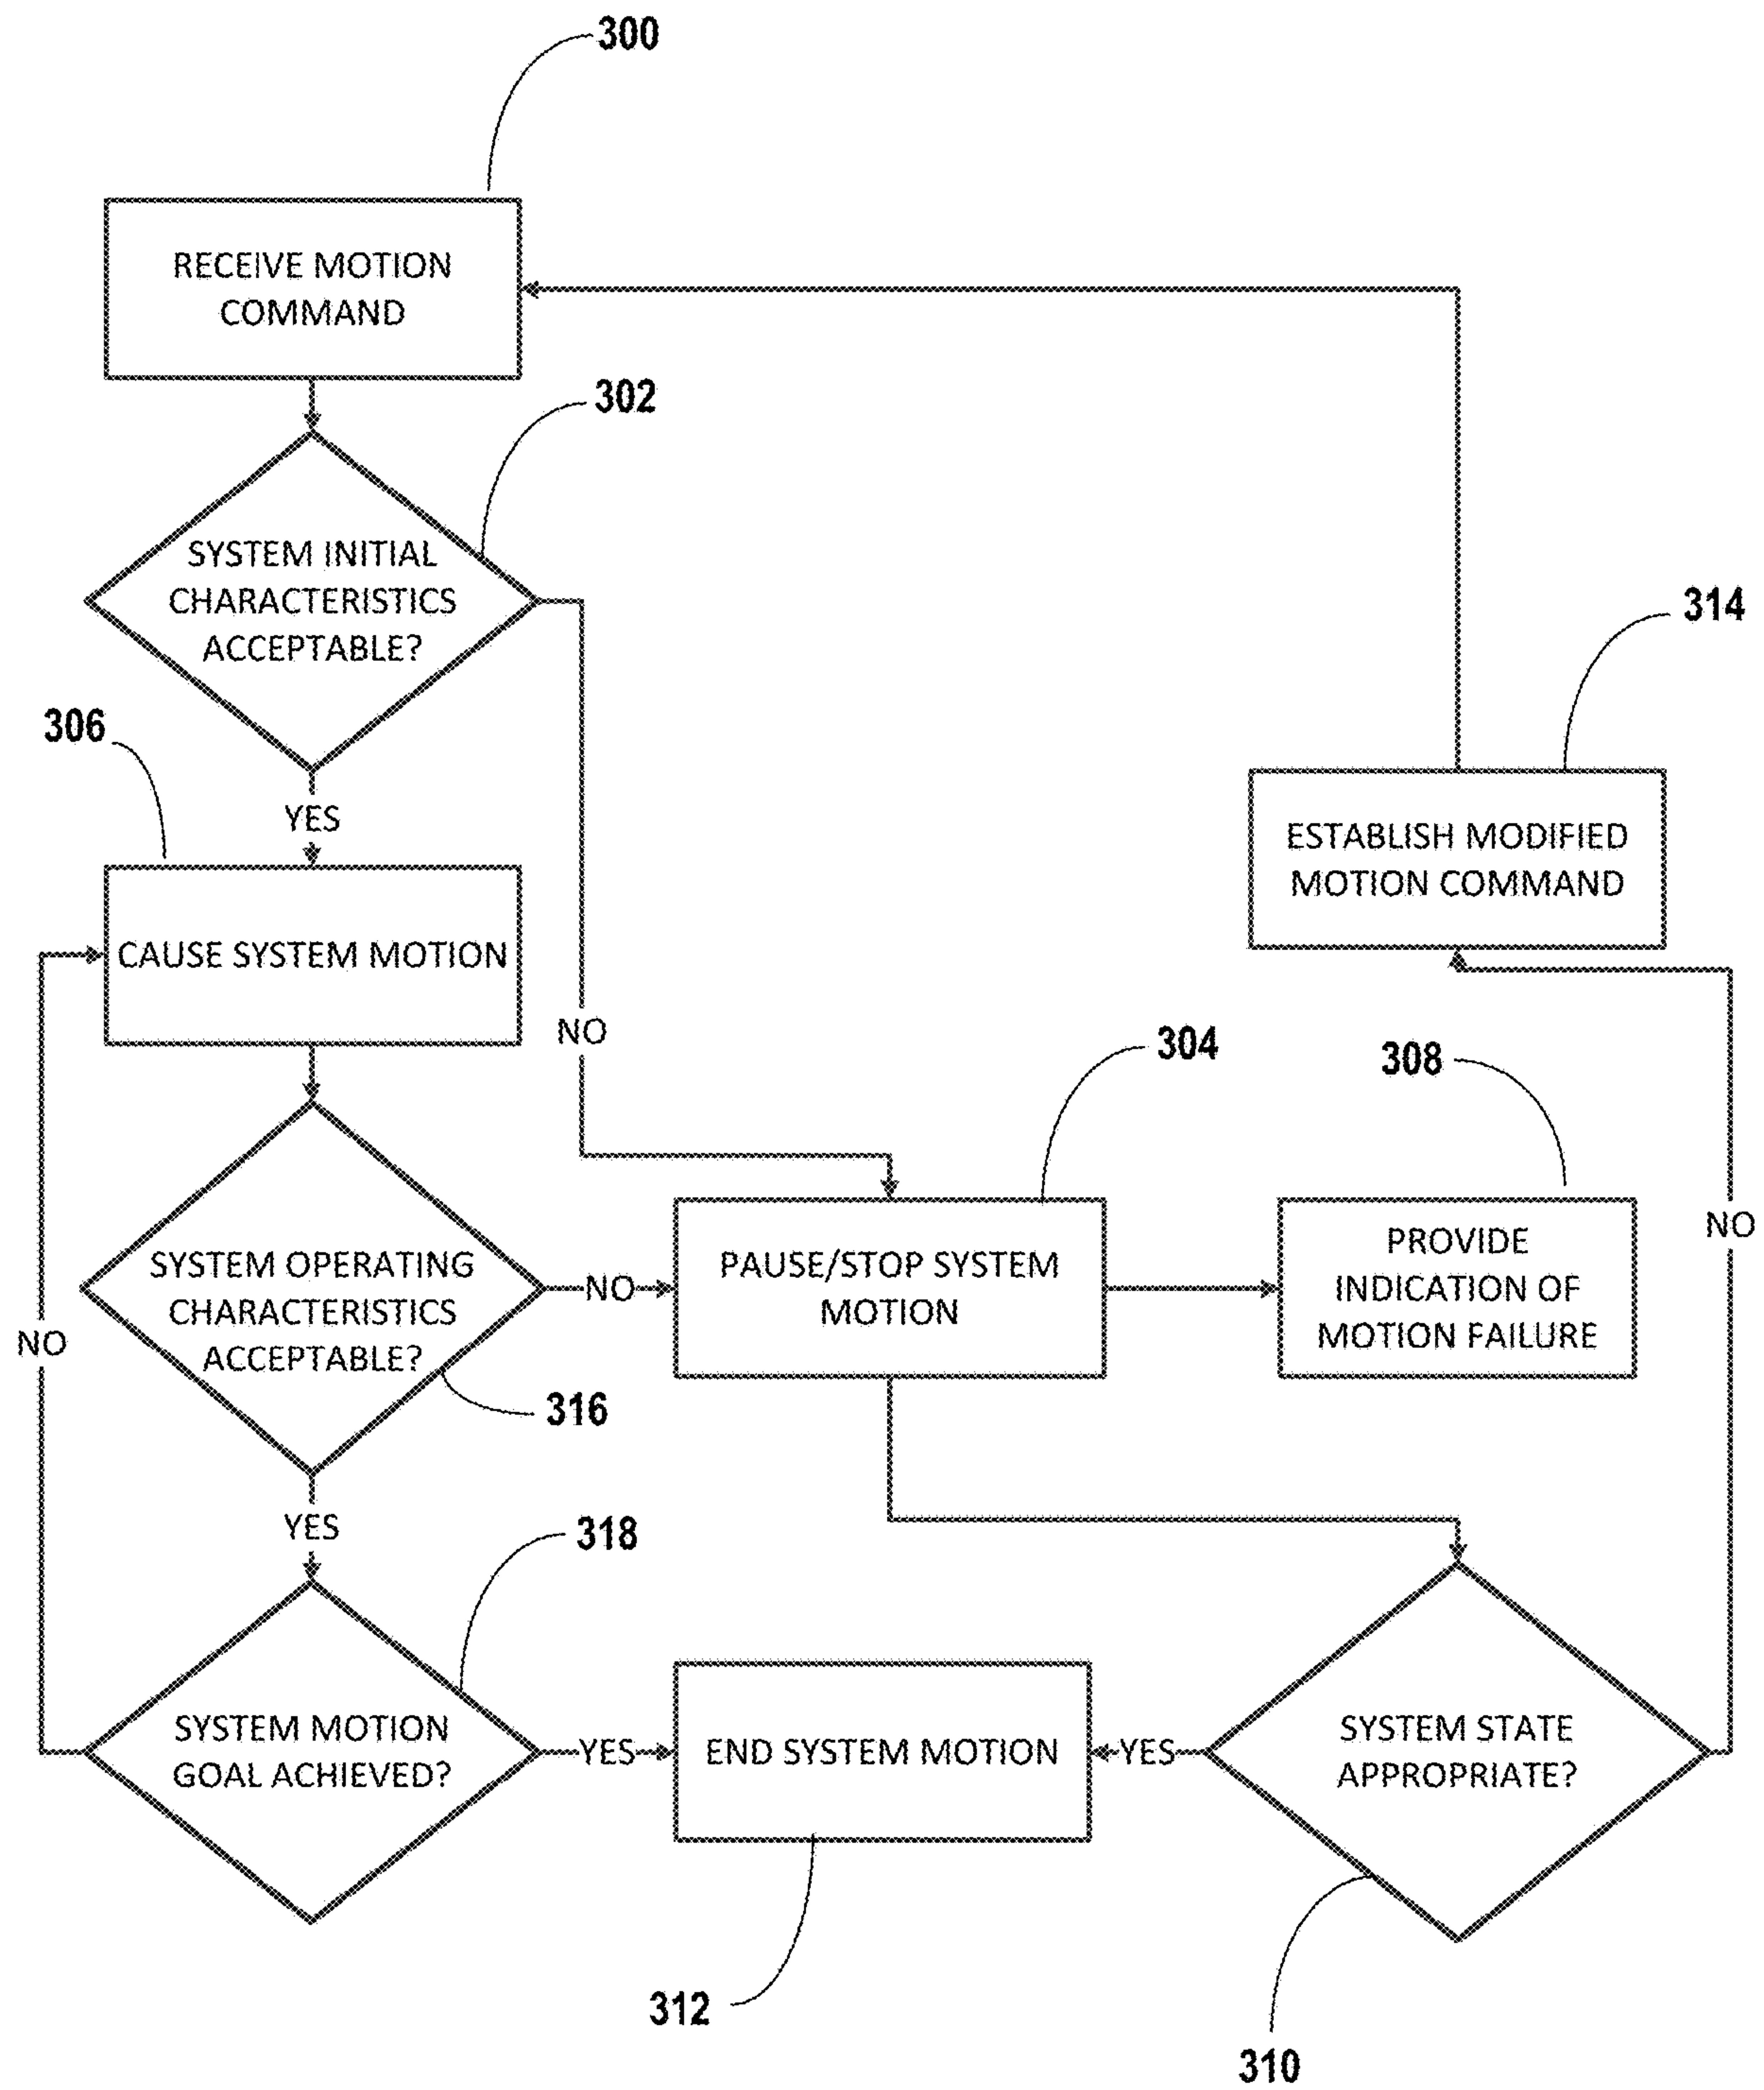 300
RECEIVE MOTION
COMMAND
302
SYSTEM INITIAL
CHARACTERISTICS
ACCEPTABLE?
314
306
YES
ESTABLISH MODIFIED
MOTION COMMAND
CAUSE SYSTEM MOTION
NO
304
308
NO
PROVIDE
INDICATION OF
MOTION FAILURE
PAUSE/STOP SYSTEM
MOTION
SYSTEM OPERATING
CHARACTERISTICS
ACCEPTABLE?
NO
NO
316
YES
318
SYSTEM MOTION
GOAL ACHIEVED?
YES
END SYSTEM MOTION
YES
SYSTEM STATE
APPROPRIATE?
312
310